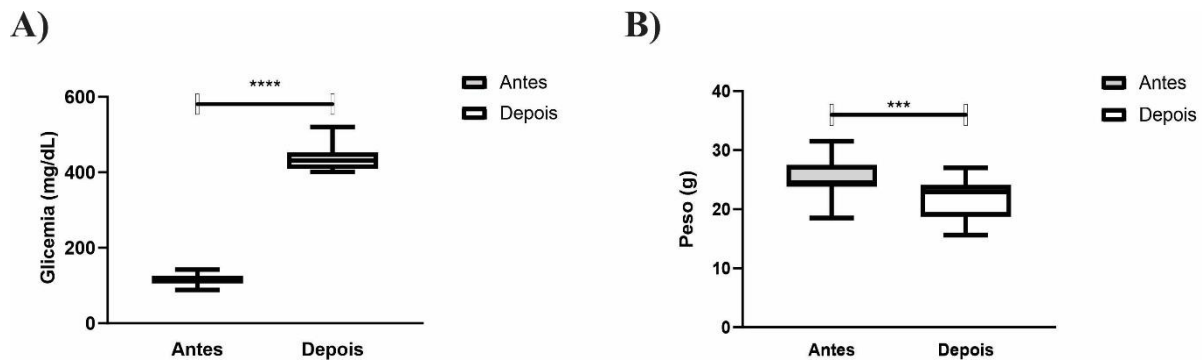 A)
Glicemia (mg/dL)
600
400
200
0
****
Antes
Depois
Antes
Depois
B)
Peso (g)
40
30
20
10
0
***
Antes
Depois
Antes
Depois